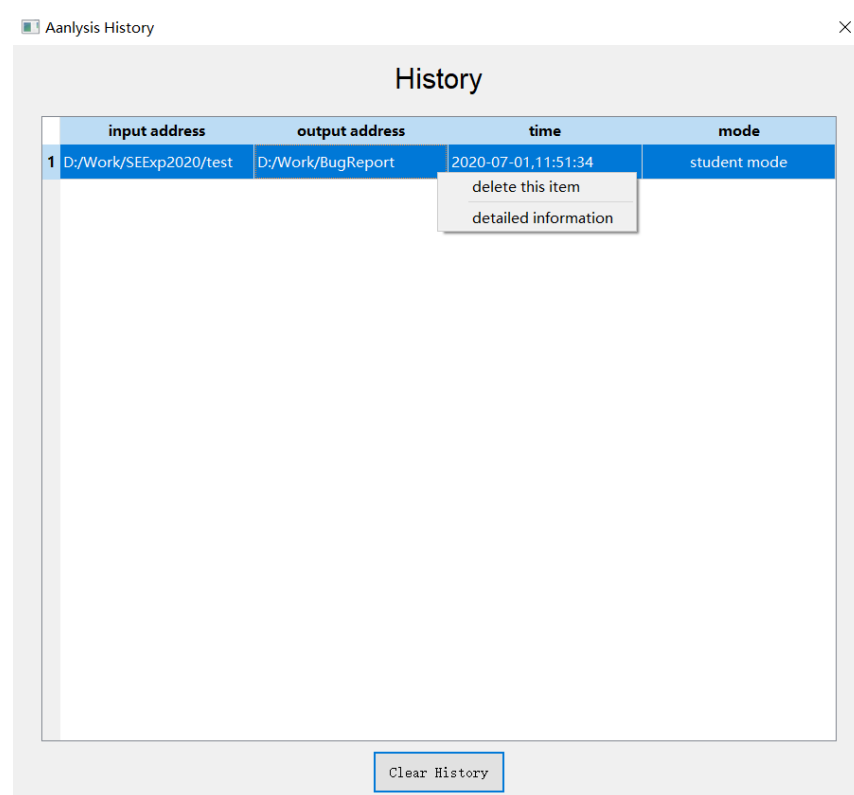 Aanlysis History
History
input address output address time mode
1 D:/Work/SEExp2020/test D:/Work/BugReport 2020-07-01,11:51:34 student mode
delete this item
detailed information
Clear History